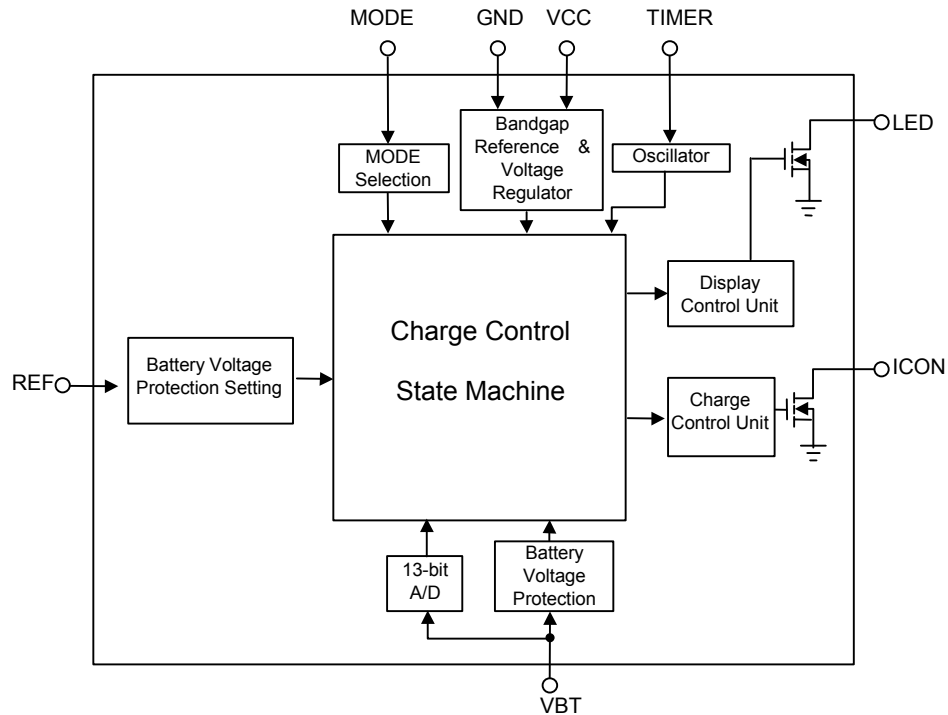 MODE
GND
VCC
TIMER
LED
MODE
Selection
Bandgap
Reference &
Voltage
Regulator
Oscillator
Display
Control Unit
Charge Control
State Machine
Battery Voltage
Protection Setting
REF
ICON
Charge
Control Unit
13-bit
A/D
Battery
Voltage
Protection
VBT